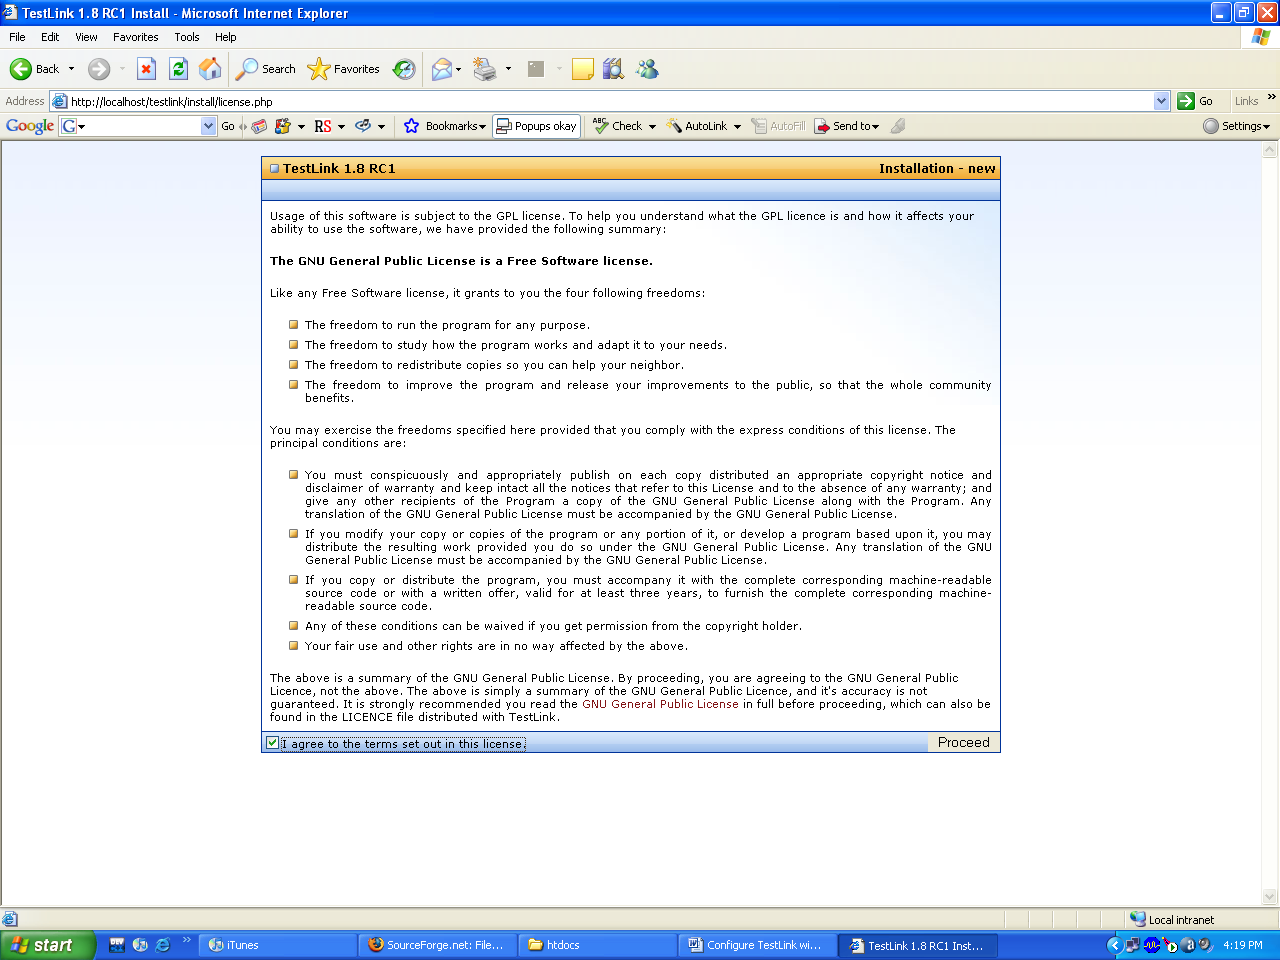 TestLink 1.8 RC1 Install - Microsoft Internet Explorer
File Edit View Favorites Tools Help
Back Search Favorites
Address http://localhost/testlink/install/license.php Go Links »
Google G Go RS Bookmarks Popups okay ABC Check AutoLink AutoFill Send to Settings
TestLink 1.8 RC1 Installation - new
Usage of this software is subject to the GPL license. To help you understand what the GPL licence is and how it affects your
ability to use the software, we have provided the following summary:
The GNU General Public License is a Free Software license.
Like any Free Software license, it grants to you the four following freedoms:
The freedom to run the program for any purpose.
The freedom to study how the program works and adapt it to your needs.
The freedom to redistribute copies so you can help your neighbor.
The freedom to improve the program and release your improvements to the public, so that the whole community
benefits.
You may exercise the freedoms specified here provided that you comply with the express conditions of this license. The
principal conditions are:
You must conspicuously and appropriately publish on each copy distributed an appropriate copyright notice and
disclaimer of warranty and keep intact all the notices that refer to this License and to the absence of any warranty; and
give any other recipients of the Program a copy of the GNU General Public License along with the Program. Any
translation of the GNU General Public License must be accompanied by the GNU General Public License.
If you modify your copy or copies of the program or any portion of it, or develop a program based upon it, you may
distribute the resulting work provided you do so under the GNU General Public License. Any translation of the GNU
General Public License must be accompanied by the GNU General Public License.
If you copy or distribute the program, you must accompany it with the complete corresponding machine-readable
source code or with a written offer, valid for at least three years, to furnish the complete corresponding machine-
readable source code.
Any of these conditions can be waived if you get permission from the copyright holder.
Your fair use and other rights are in no way affected by the above.
The above is a summary of the GNU General Public License. By proceeding, you are agreeing to the GNU General Public
Licence, not the above. The above is simply a summary of the GNU General Public Licence, and it's accuracy is not
guaranteed. It is strongly recommended you read the GNU General Public License in full before proceeding, which can also be
found in the LICENCE file distributed with TestLink.
I agree to the terms set out in this license. Proceed
Local intranet
start » iTunes SourceForge.net: File... htdocs Configure TestLink wi... TestLink 1.8 RC1 Inst... 4:19 PM